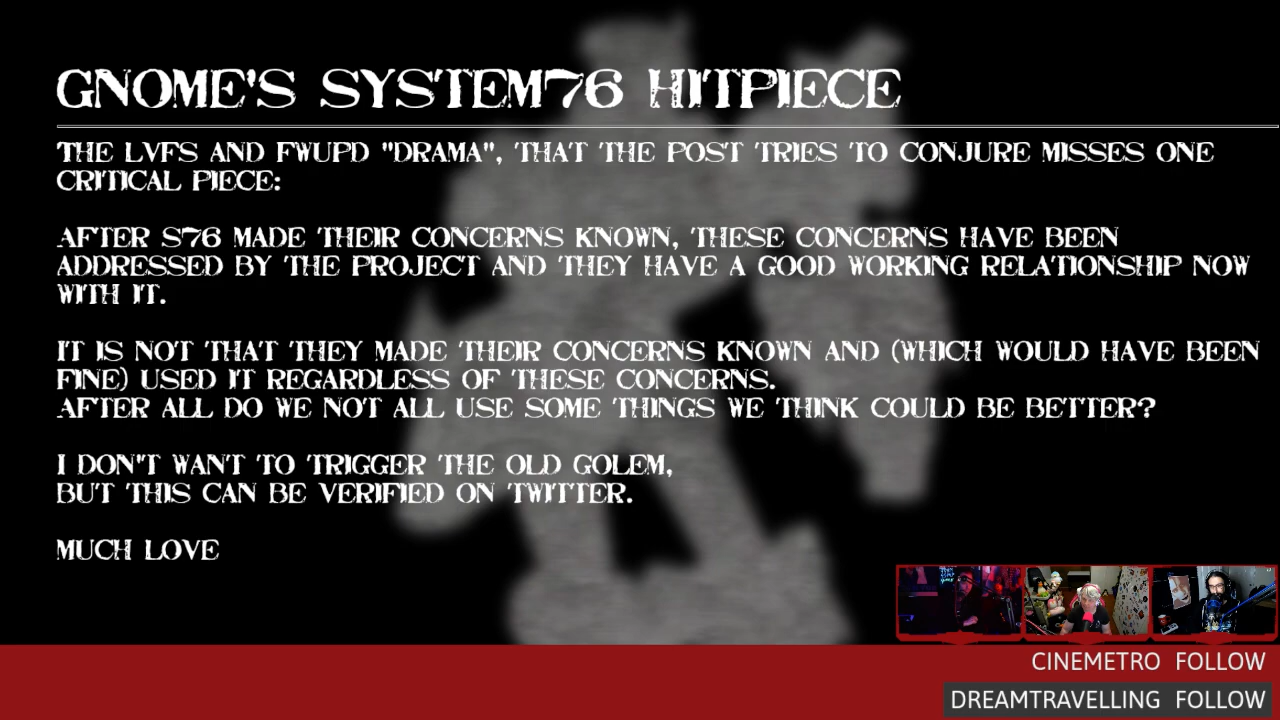 GNOME'S SYSTEM76 HITPIECE
THE LVFS AND FWUPD "DRAMA", THAT THE POST TRIES TO CONJURE MISSES ONE
CRITICAL PIECE:
AFTER S76 MADE THEIR CONCERNS KNOWN, THESE CONCERNS HAVE BEEN
ADDRESSED BY THE PROJECT AND THEY HAVE A GOOD WORKING RELATIONSHIP NOW
WITH IT.
IT IS NOT THAT THEY MADE THEIR CONCERNS KNOWN AND (WHICH WOULD HAVE BEEN
FINE) USED IT REGARDLESS OF THESE CONCERNS.
AFTER ALL DO WE NOT ALL USE SOME THINGS WE THINK COULD BE BETTER?
I DON'T WANT TO TRIGGER THE OLD GOLEM,
BUT THIS CAN BE VERIFIED ON TWITTER.
MUCH LOVE
CINEMETRO FOLLOW
DREAMTRAVELLING FOLLOW